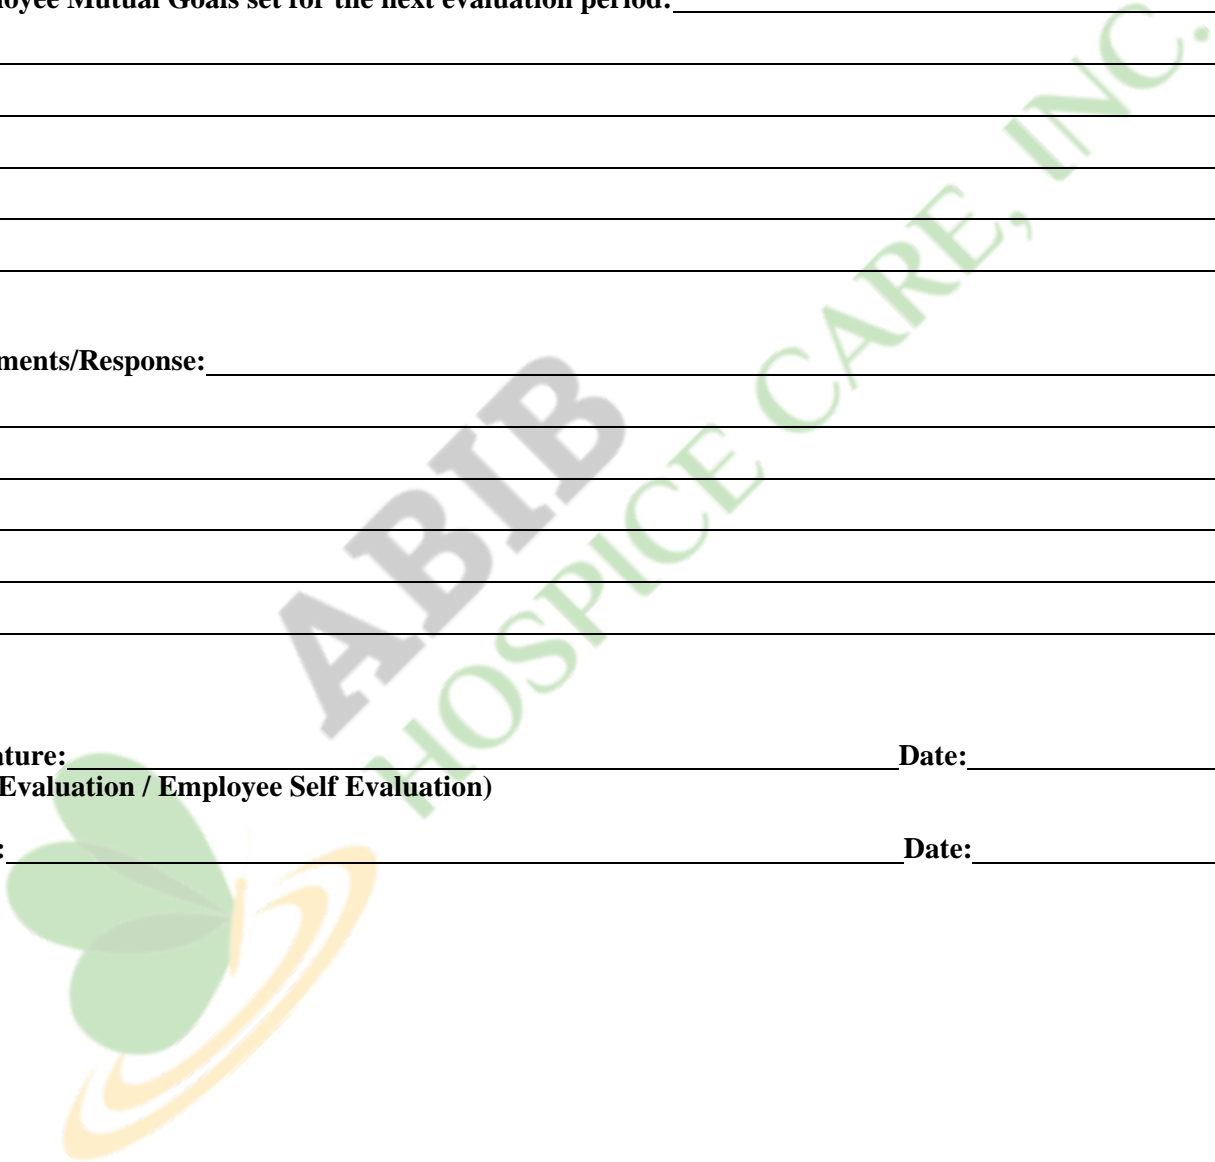 oyee Mutual Goals set for the next evaluation period:
ments/Response:
ature: Date:
Evaluation / Employee Self Evaluation)
: Date:
ABIB
HOSPICE CARE, INC.